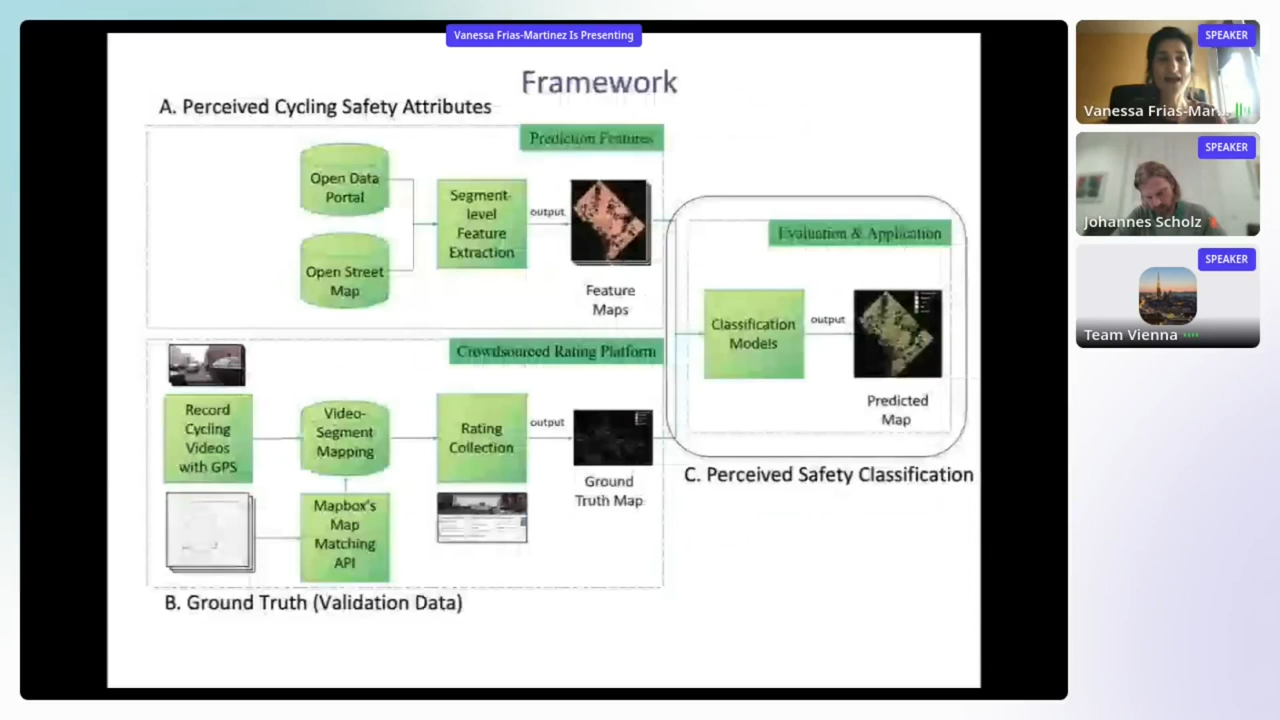 Vanessa Frias-Martinez Is Presenting
Framework
A. Perceived Cycling Safety Attributes
Prediction Features
Open Data
Portal
Open Street
Map
Segment-
level
Feature
Extraction
output
Feature
Maps
Crowdsourced Rating Platform
Record
Cycling
Videos
with GPS
Video-
Segment
Mapping
Mapbox's
Map
Matching
API
Rating
Collection
output
Ground
Truth Map
B. Ground Truth (Validation Data)
Evaluation & Application
Classification
Models
output
Predicted
Map
C. Perceived Safety Classification
SPEAKER
Vanessa Frias-Mar...
SPEAKER
Johannes Scholz
SPEAKER
Team Vienna